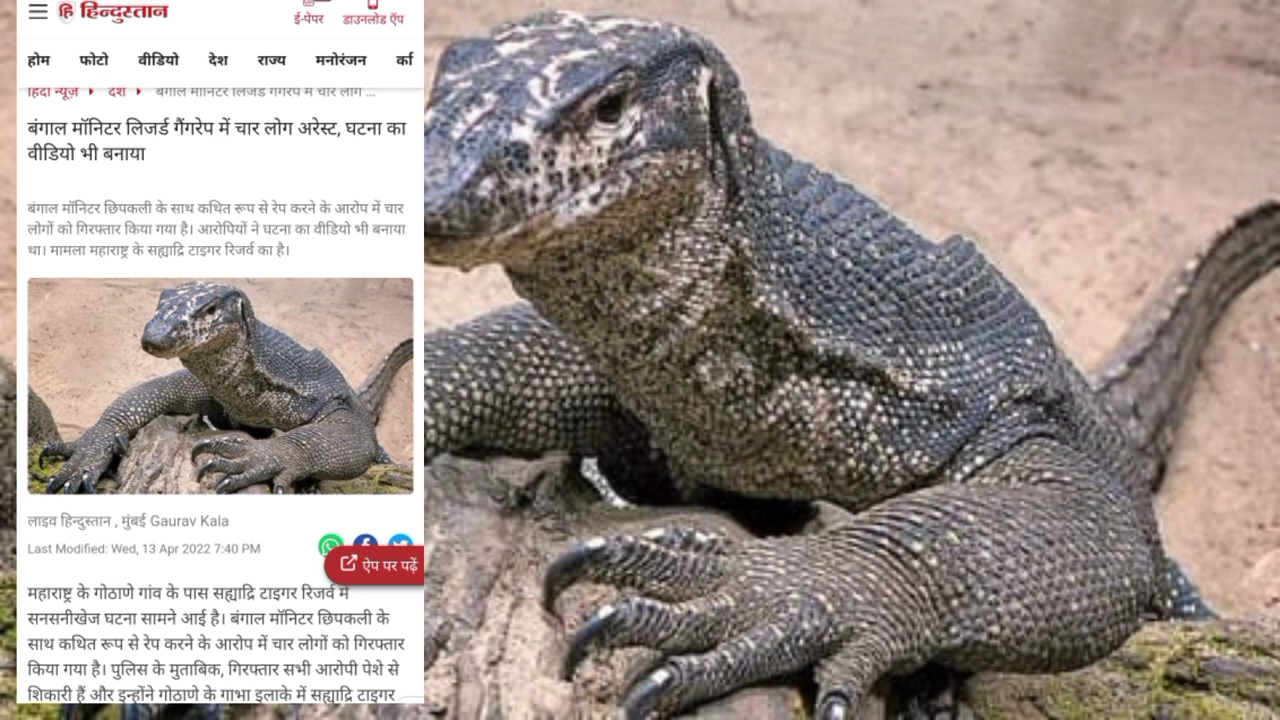 हि हिन्दुस्तान
ई-पेपर डाउनलोड ऍप
होम फोटो वीडियो देश राज्य मनोरंजन कर्
हिंदी न्यूज़ देश बंगाल मॉनिटर लिजर्ड गैंगरेप में चार लोग ...
बंगाल मॉनिटर लिजर्ड गैंगरेप में चार लोग अरेस्ट, घटना का
वीडियो भी बनाया
बंगाल मॉनिटर छिपकली के साथ कथित रूप से रेप करने के आरोप में चार
लोगों को गिरफ्तार किया गया है। आरोपियों ने घटना का वीडियो भी बनाया
था। मामला महाराष्ट्र के सह्याद्रि टाइगर रिजर्व का है।
लाइव हिन्दुस्तान , मुंबई Gaurav Kala
Last Modified: Wed, 13 Apr 2022 7:40 PM
ऐप पर पढ़ें
महाराष्ट्र के गोठाणे गांव के पास सह्याद्रि टाइगर रिजर्व में
सनसनीखेज घटना सामने आई है। बंगाल मॉनिटर छिपकली के
साथ कथित रूप से रेप करने के आरोप में चार लोगों को गिरफ्तार
किया गया है। पुलिस के मुताबिक, गिरफ्तार सभी आरोपी पेशे से
शिकारी हैं और इन्होंने गोठाणे के गाभा इलाके में सह्याद्रि टाइगर